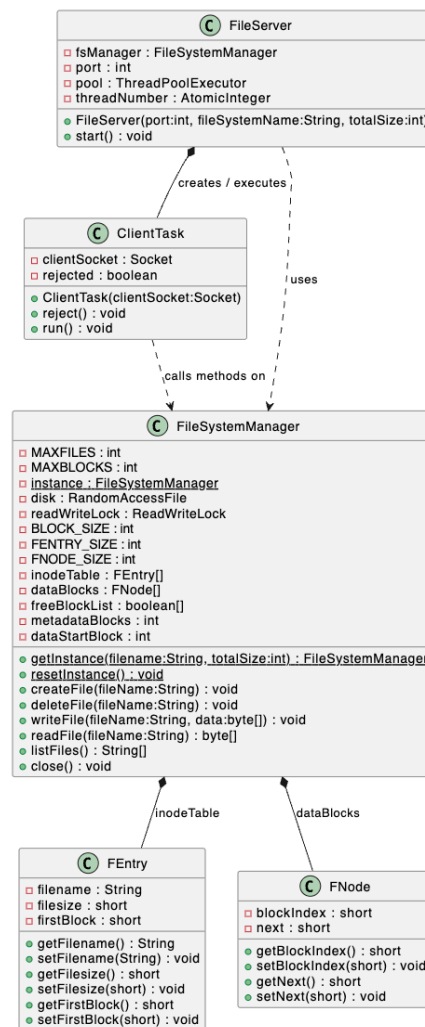 C FileServer
fsManager : FileSystemManager
port : int
pool : ThreadPoolExecutor
threadNumber : AtomicInteger
FileServer(port:int, fileSystemName:String, totalSize:int)
start() : void
creates / executes
C ClientTask
clientSocket : Socket
rejected : boolean
ClientTask(clientSocket:Socket)
reject() : void
run() : void
uses
calls methods on
C FileSystemManager
MAXFILES : int
MAXBLOCKS : int
instance : FileSystemManager
disk : RandomAccessFile
readWriteLock : ReadWriteLock
BLOCK_SIZE : int
FENTRY_SIZE : int
FNODE_SIZE : int
inodeTable : FEntry[]
dataBlocks : FNode[]
freeBlockList : boolean[]
metadataBlocks : int
dataStartBlock : int
getInstance(filename:String, totalSize:int) : FileSystemManager
resetInstance() : void
createFile(fileName:String) : void
deleteFile(fileName:String) : void
writeFile(fileName:String, data:byte[]) : void
readFile(fileName:String) : byte[]
listFiles() : String[]
close() : void
inodeTable
dataBlocks
C FEntry
filename : String
filesize : short
firstBlock : short
getFilename() : String
setFilename(String) : void
getFilesize() : short
setFilesize(short) : void
getFirstBlock() : short
setFirstBlock(short) : void
C FNode
blockIndex : short
next : short
getBlockIndex() : short
setBlockIndex(short) : void
getNext() : short
setNext(short) : void